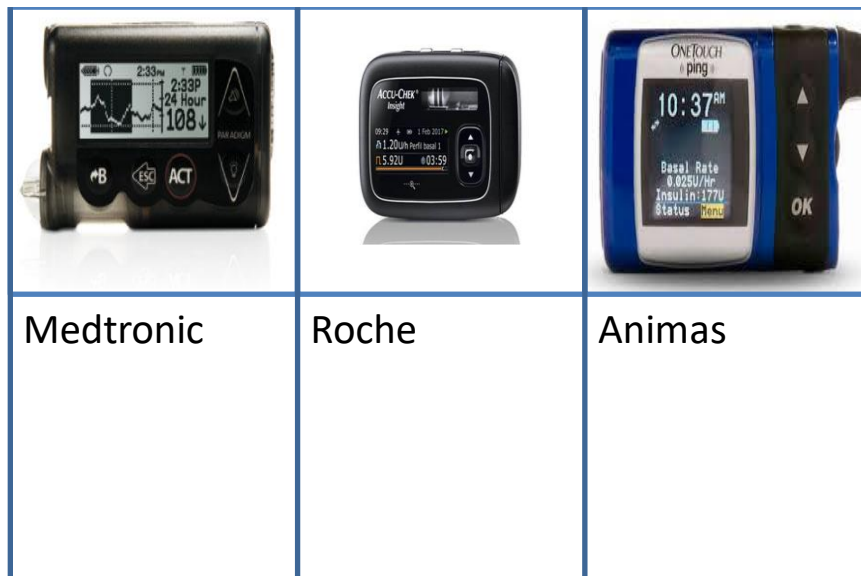 2:33PM
2:33P
24 Hour
108↓
PARADIGM
B
ESC
ACT
ACCU-CHEK®
Insight
09:29 1 Feb 2017
1.20U/h Perfil basal 1
5.92U 03:59
ONETOUCH
ping
10:37AM
Basal Rate
0.025U/Hr
Insulin:177U
Status Menu
OK
Medtronic
Roche
Animas